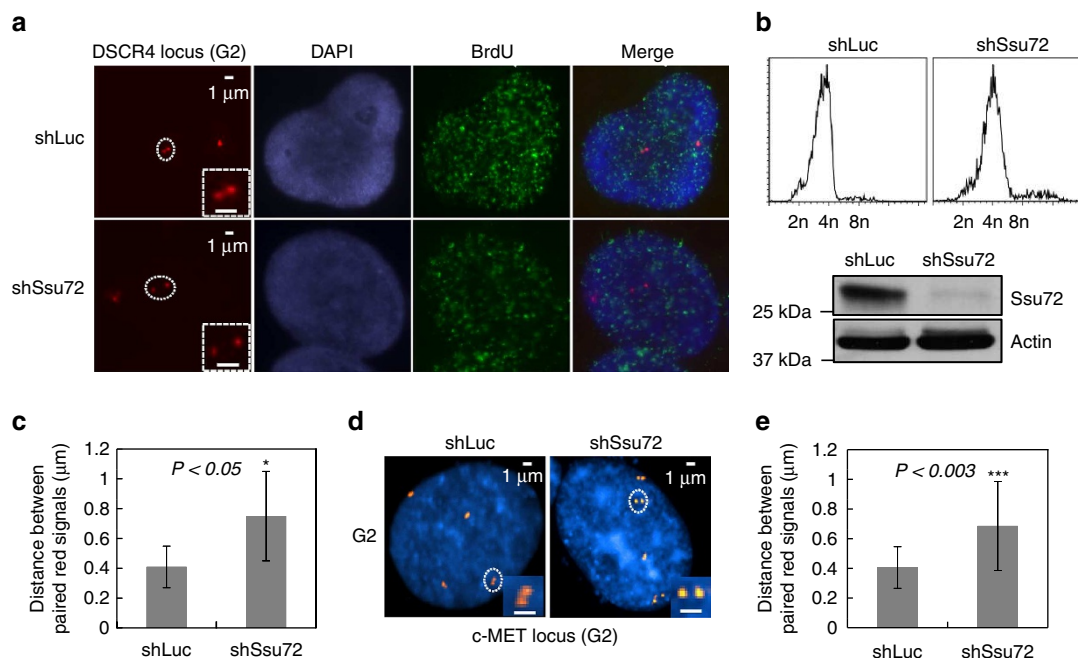 a
DSCR4 locus (G2)
DAPI
BrdU
Merge
shLuc
1 µm
shSsu72
1 µm
b
shLuc
shSsu72
2n 4n 8n
2n 4n 8n
shLuc
shSsu72
25 kDa
Ssu72
37 kDa
Actin
c
Distance between
paired red signals (µm)
1.2
1
0.8
0.6
0.4
0.2
0
P < 0.05
*
shLuc
shSsu72
d
shLuc
shSsu72
1 µm
1 µm
G2
c-MET locus (G2)
e
Distance between
paired red signals (µm)
1.2
1
0.8
0.6
0.4
0.2
0
P < 0.003
***
shLuc
shSsu72